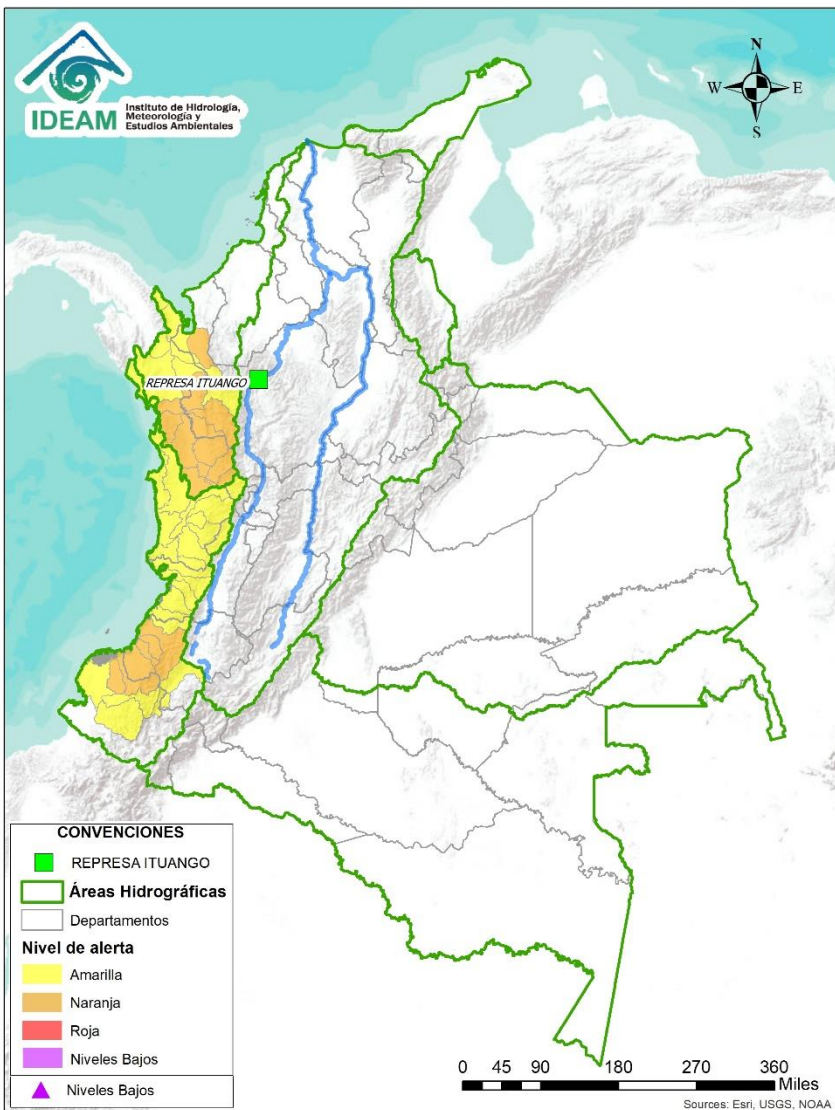 IDEAM
Instituto de Hidrología,
Meteorología y
Estudios Ambientales
N
W
E
S
REPRESA ITUANGO
CONVENCIONES
REPRESA ITUANGO
Áreas Hidrográficas
Departamentos
Nivel de alerta
Amarilla
Naranja
Roja
Niveles Bajos
Niveles Bajos
0 45 90 180 270 360
Miles
Sources: Esri, USGS, NOAA